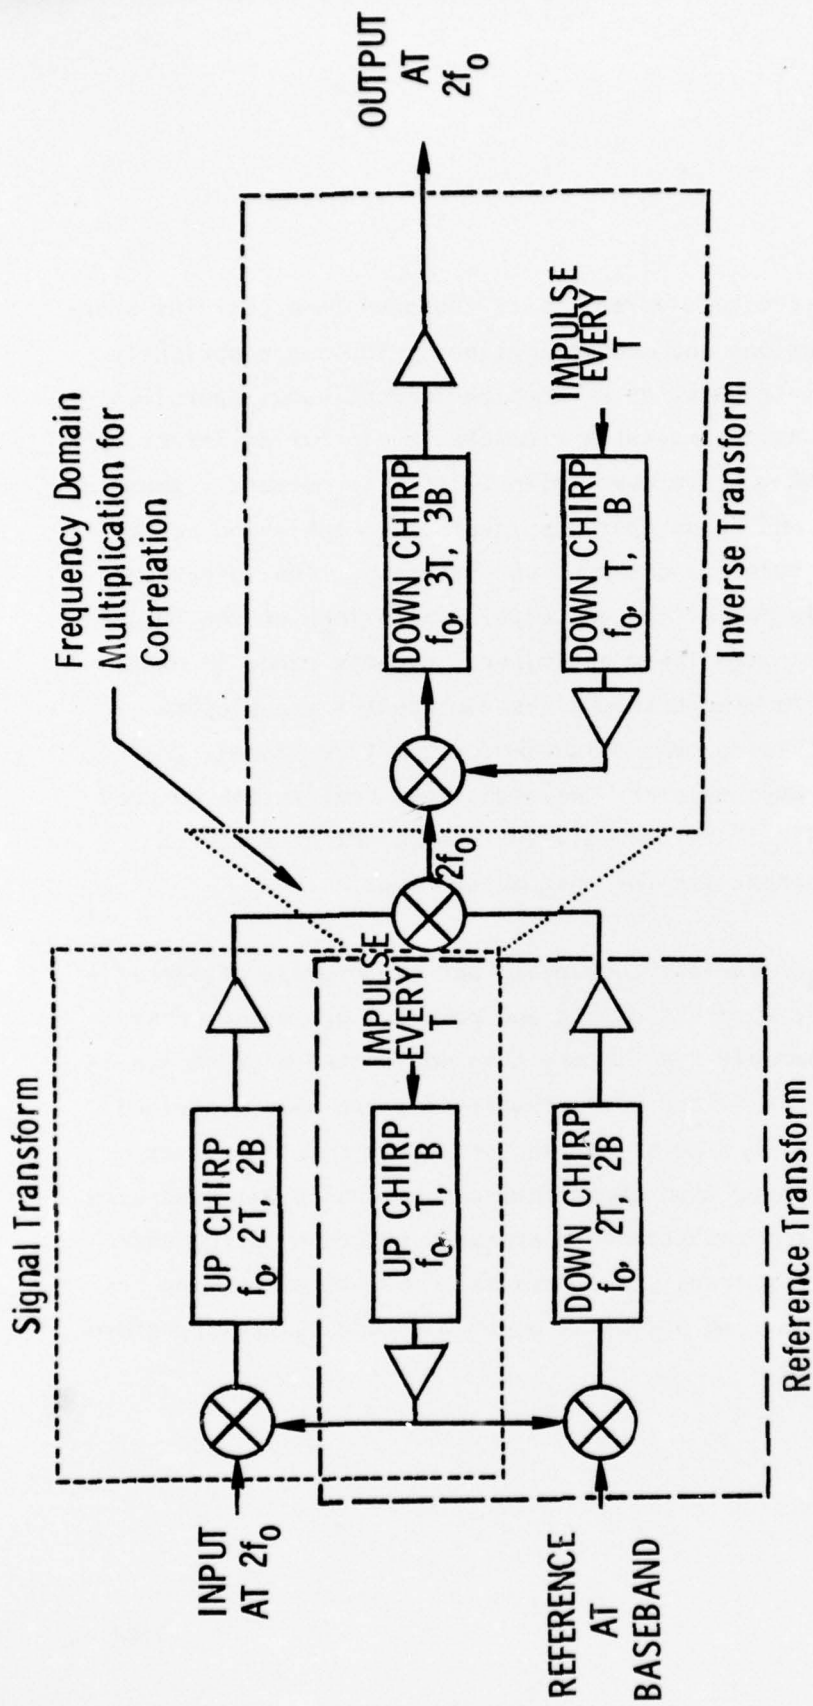 Signal Transform
INPUT
AT 2f₀
UP CHIRP
f₀, 2T, 2B
UP CHIRP
f₀, T, B
IMPULSE
EVERY
T
REFERENCE
AT
BASEBAND
DOWN CHIRP
f₀, 2T, 2B
Reference Transform
Frequency Domain
Multiplication for
Correlation
2f₀
DOWN CHIRP
f₀, 3T, 3B
OUTPUT
AT
2f₀
DOWN CHIRP
f₀, T, B
IMPULSE
EVERY
T
Inverse Transform